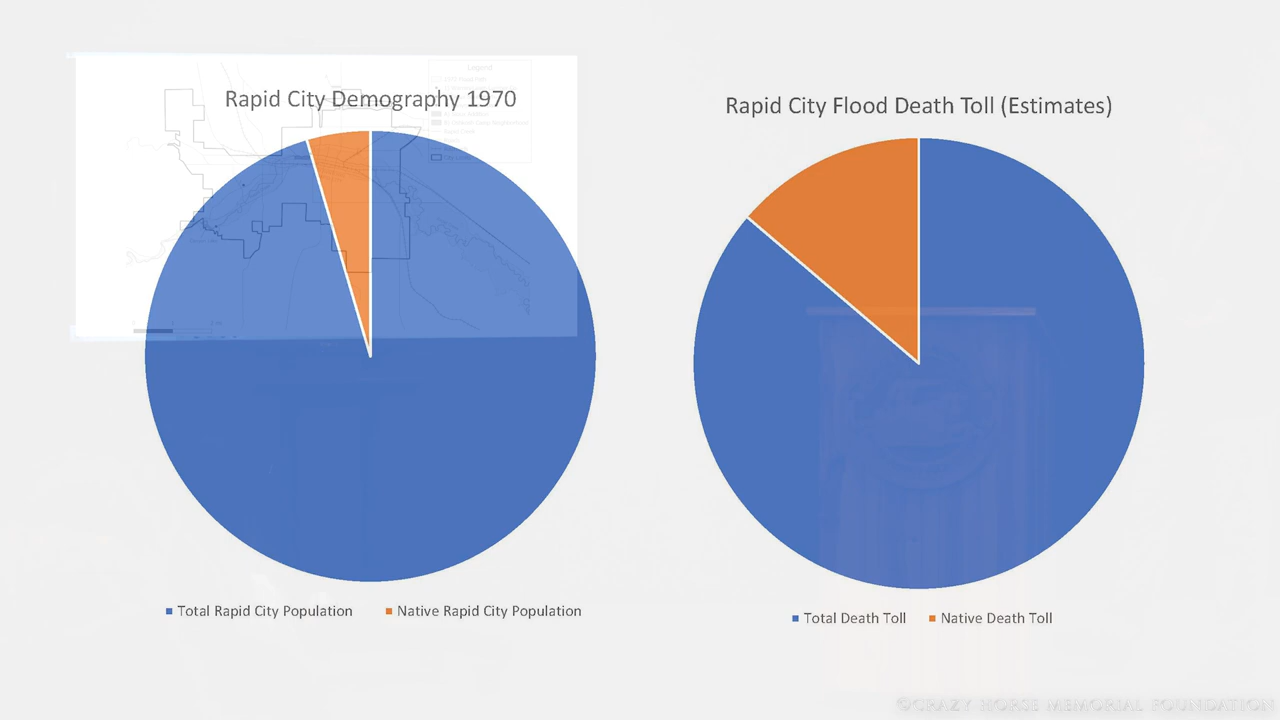 Rapid City Demography 1970
Legend
Total Rapid City Population
Native Rapid City Population
Rapid City Flood Death Toll (Estimates)
Total Death Toll
Native Death Toll
©CRAZY HORSE MEMORIAL FOUNDATION